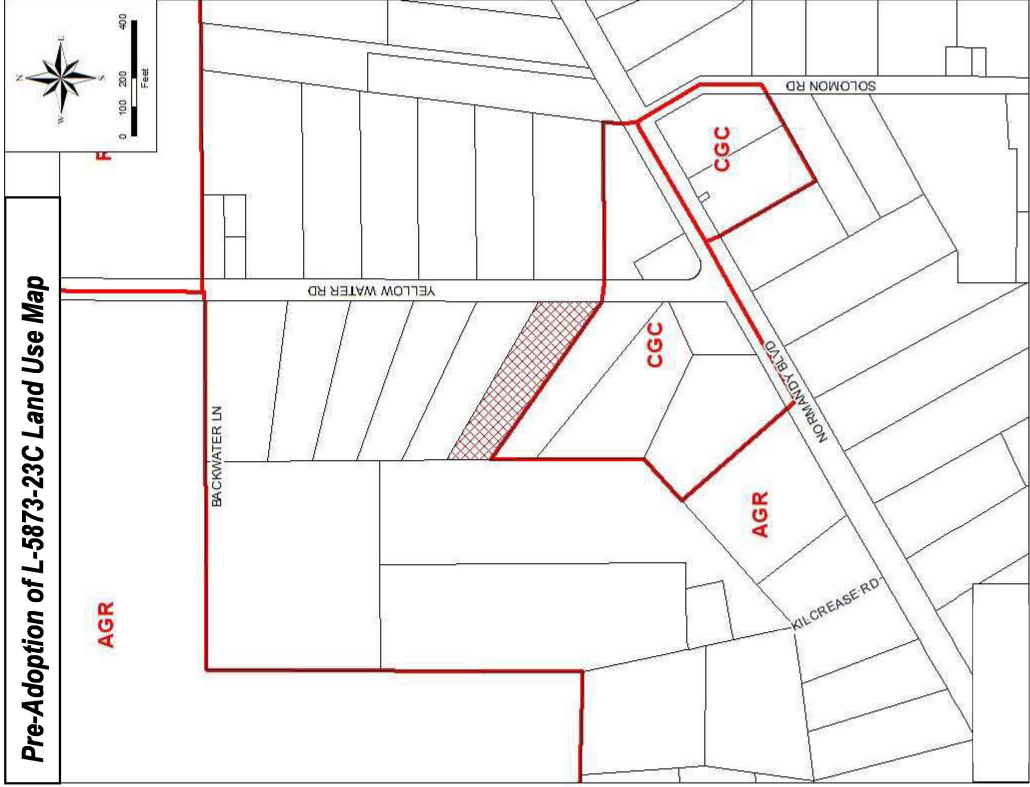 Pre-Adoption of L-5873-23C Land Use Map
N
W
E
S
0 100 200 400
Feet
AGR
BACKWATER LN
YELLOW WATER RD
SOLOMON RD
CGC
CGC
NORMANDY BLVD
AGR
KILCREASE RD